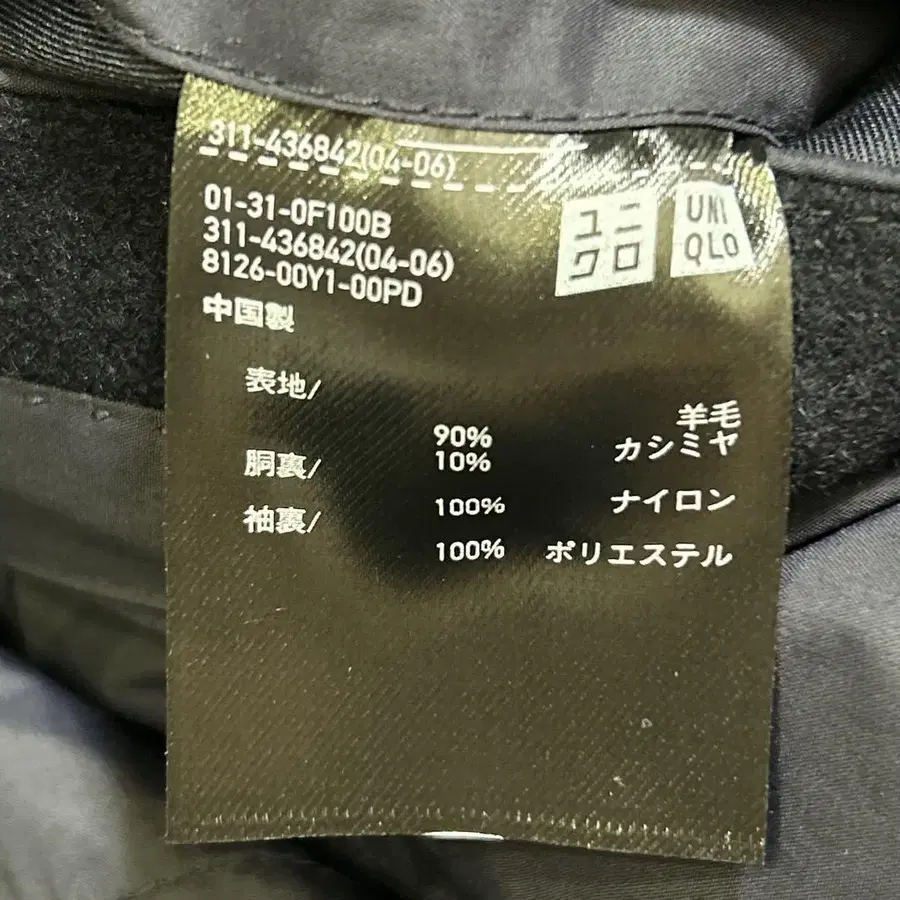 311-436842(04-06)
01-31-0F100B
311-436842(04-06)
8126-00Y1-00PD
中国製
ユニ
クロ
UNI
QLO
表地/
羊毛
90%
カシミヤ
10%
胴裏/
ナイロン
100%
袖裏/
ポリエステル
100%